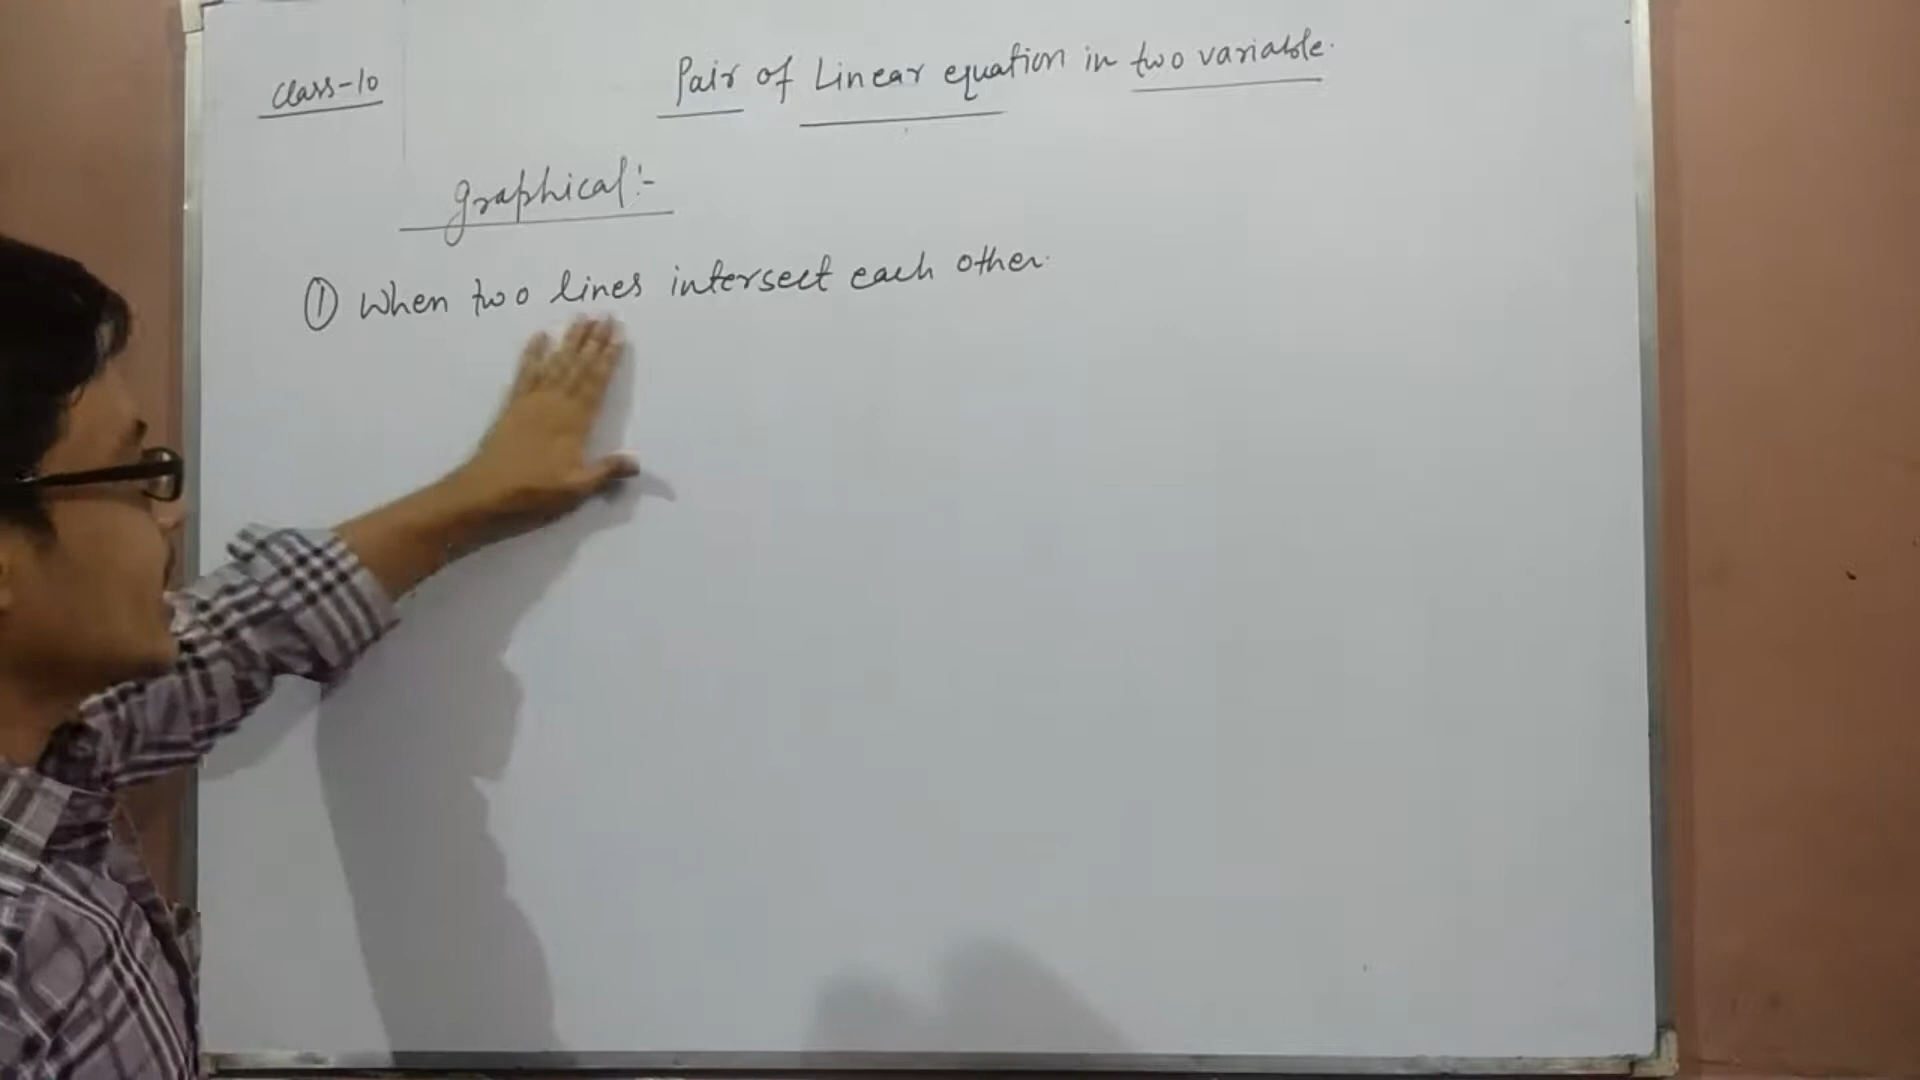 Class-10
Pair of Linear equation in two variable.
graphical:-
① When two lines intersect each other.